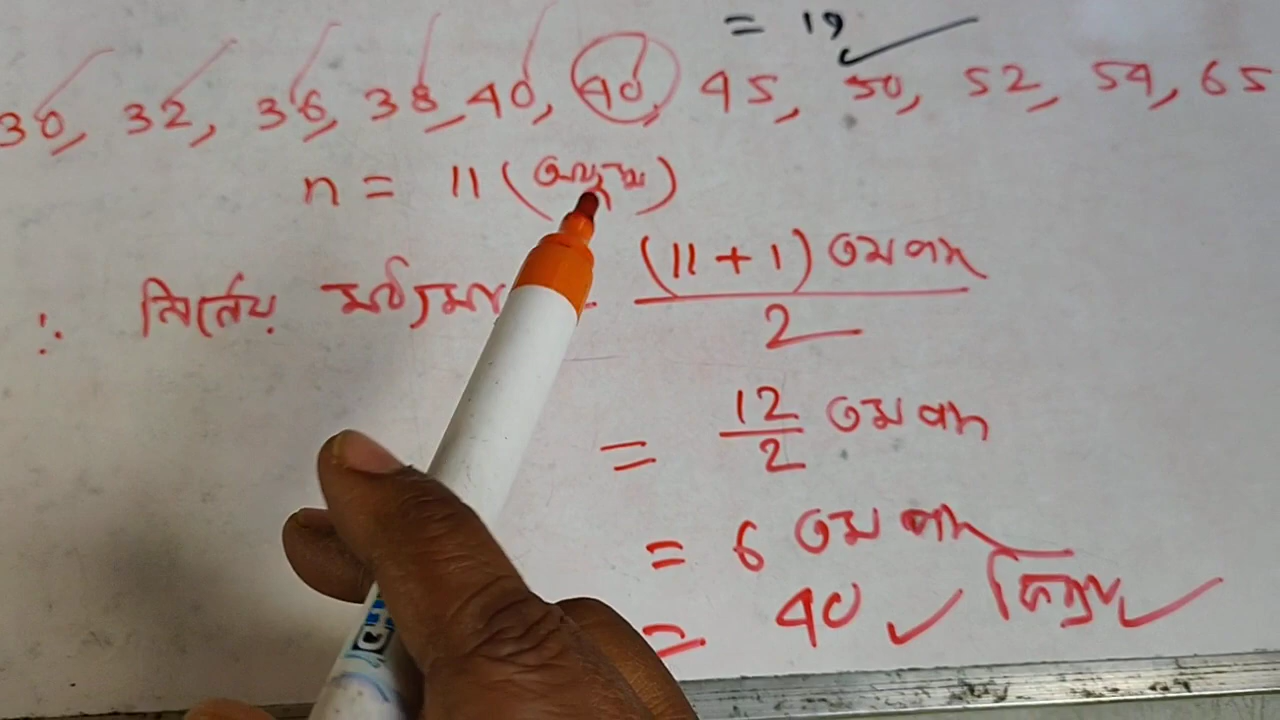 = 19
30, 32, 36, 38, 40, 40, 45, 50, 52, 54, 65
n = 11 (অযুগ্ম)
∴ নির্ণেয় মধ্যমা = (11 + 1) তম পদ
2
= 12/2 তম পদ
= 6 তম পদ
= 40